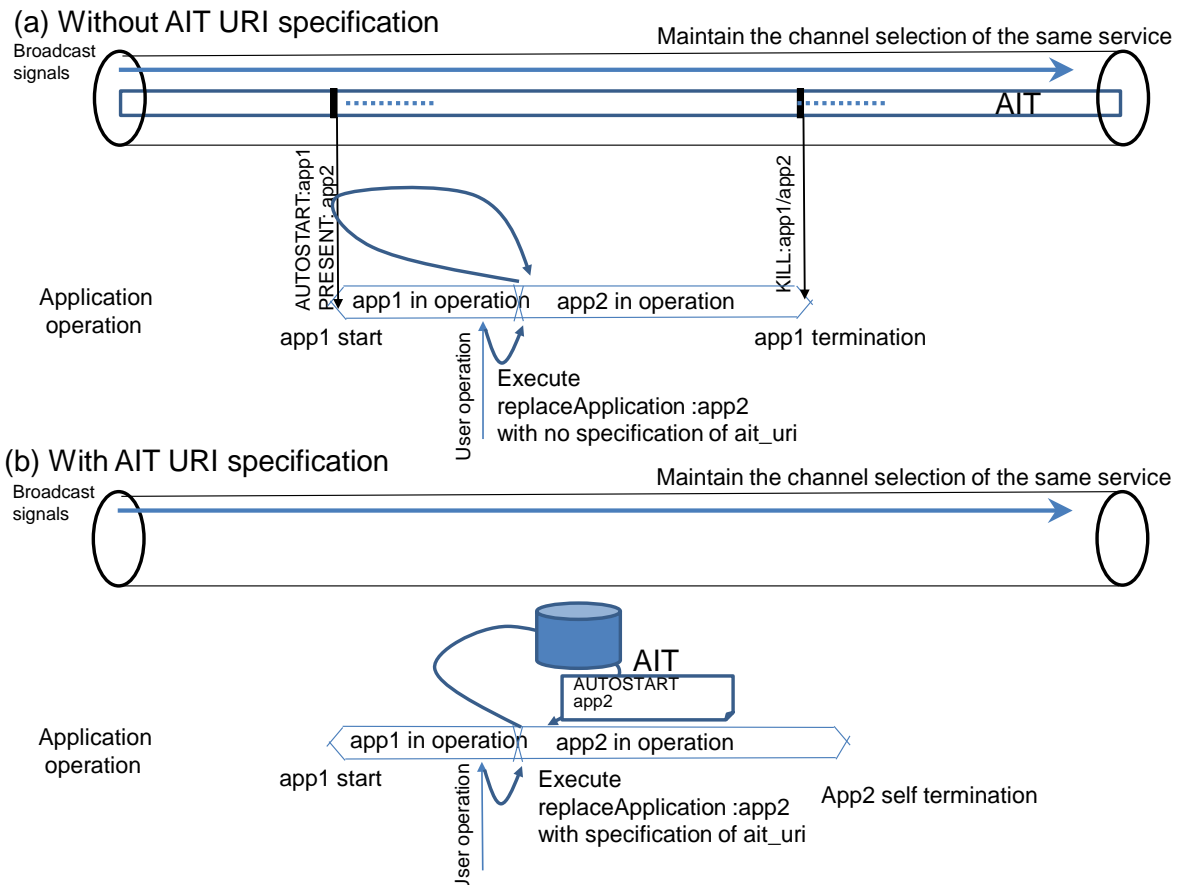 (a) Without AIT URI specification
Broadcast
signals
Maintain the channel selection of the same service
AIT
AUTOSTART:app1
PRESENT: app2
KILL:app1/app2
Application
operation
app1 in operation
app2 in operation
app1 start
app1 termination
User operation
Execute
replaceApplication :app2
with no specification of ait_uri
(b) With AIT URI specification
Broadcast
signals
Maintain the channel selection of the same service
AIT
AUTOSTART
app2
Application
operation
app1 in operation
app2 in operation
app1 start
App2 self termination
User operation
Execute
replaceApplication :app2
with specification of ait_uri